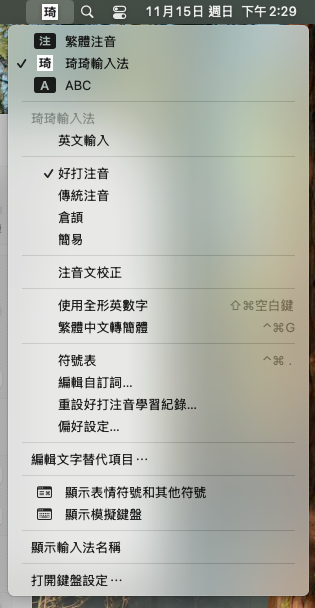 琦 11月15日 週日 下午2:29
注 繁體注音
✓ 琦 琦琦輸入法
A ABC
琦琦輸入法
英文輸入
✓ 好打注音
傳統注音
倉頡
簡易
注音文校正
使用全形英數字 ⇧⌘空白鍵
繁體中文轉簡體 ^⌘G
符號表 ^⌘.
編輯自訂詞...
重設好打注音學習紀錄...
偏好設定...
編輯文字替代項目⋯
顯示表情符號和其他符號
顯示模擬鍵盤
顯示輸入法名稱
打開鍵盤設定⋯